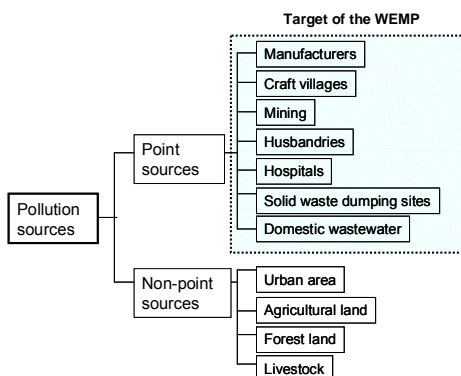 Target of the WEMP
Manufacturers
Craft villages
Mining
Point
sources
Husbandries
Hospitals
Solid waste dumping sites
Domestic wastewater
Pollution
sources
Non-point
sources
Urban area
Agricultural land
Forest land
Livestock